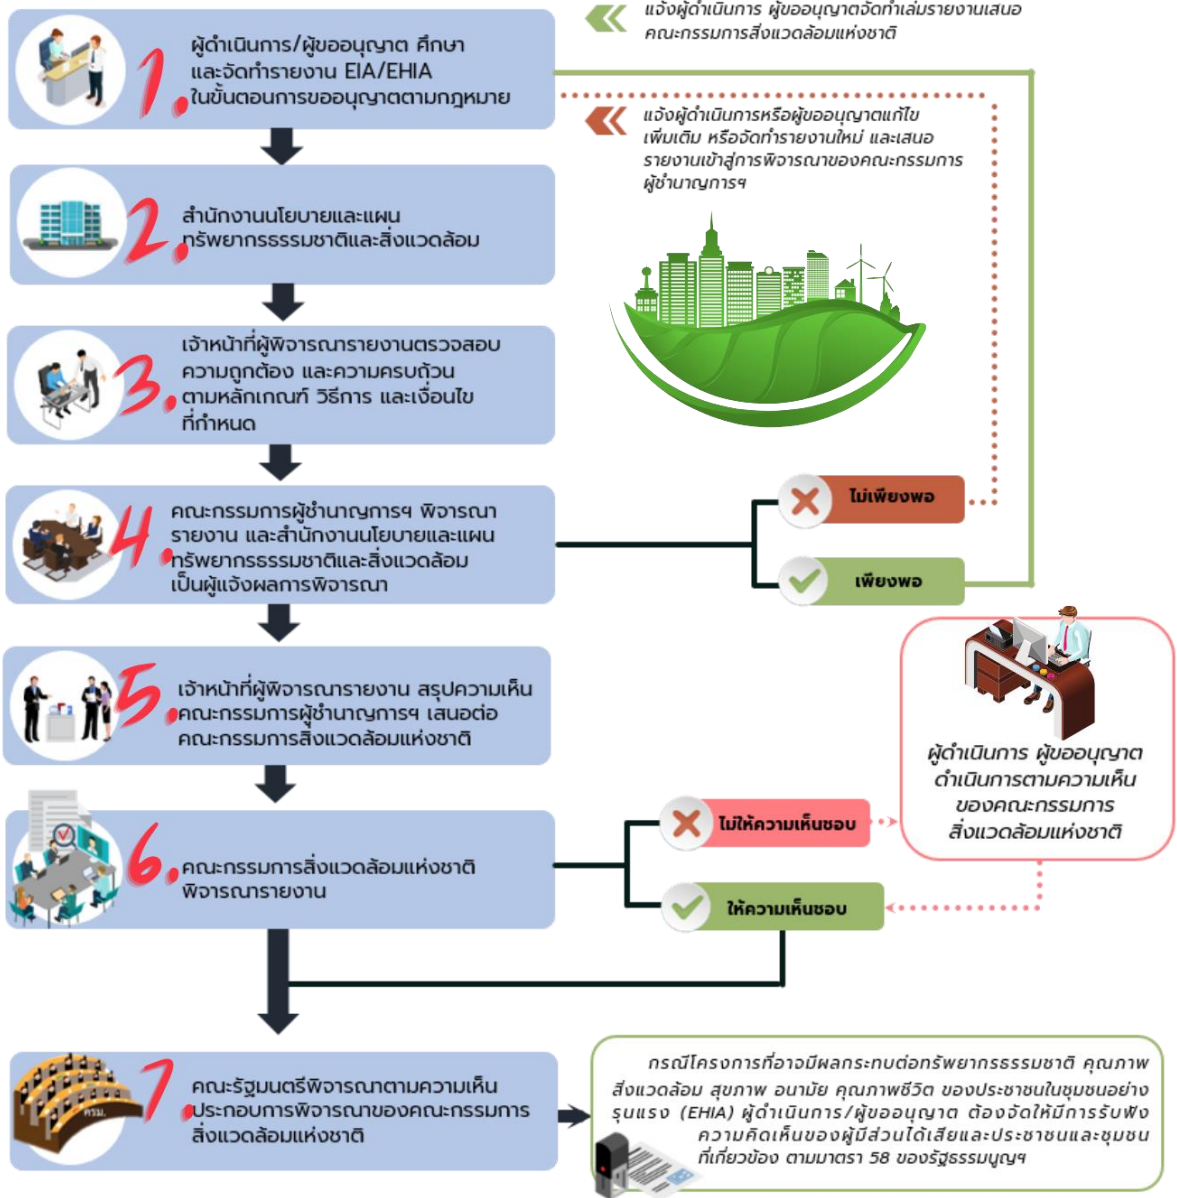 แจ้งผู้ดำเนินการ ผู้ขออนุญาตจัดทำเล่มรายงานเสนอ
คณะกรรมการสิ่งแวดล้อมแห่งชาติ
1.
ผู้ดำเนินการ/ผู้ขออนุญาต ศึกษา
และจัดทำรายงาน EIA/EHIA
ในขั้นตอนการขออนุญาตตามกฎหมาย
แจ้งผู้ดำเนินการหรือผู้ขออนุญาตแก้ไข
เพิ่มเติม หรือจัดทำรายงานใหม่ และเสนอ
รายงานเข้าสู่การพิจารณาของคณะกรรมการ
ผู้ชำนาญการฯ
2.
สำนักงานนโยบายและแผน
ทรัพยากรธรรมชาติและสิ่งแวดล้อม
3.
เจ้าหน้าที่ผู้พิจารณารายงานตรวจสอบ
ความถูกต้อง และความครบถ้วน
ตามหลักเกณฑ์ วิธีการ และเงื่อนไข
ที่กำหนด
4.
คณะกรรมการผู้ชำนาญการฯ พิจารณา
รายงาน และสำนักงานนโยบายและแผน
ทรัพยากรธรรมชาติและสิ่งแวดล้อม
เป็นผู้แจ้งผลการพิจารณา
ไม่เพียงพอ
เพียงพอ
5.
เจ้าหน้าที่ผู้พิจารณารายงาน สรุปความเห็น
คณะกรรมการผู้ชำนาญการฯ เสนอต่อ
คณะกรรมการสิ่งแวดล้อมแห่งชาติ
ผู้ดำเนินการ ผู้ขออนุญาต
ดำเนินการตามความเห็น
ของคณะกรรมการ
สิ่งแวดล้อมแห่งชาติ
6.
คณะกรรมการสิ่งแวดล้อมแห่งชาติ
พิจารณารายงาน
ไม่ให้ความเห็นชอบ
ให้ความเห็นชอบ
7.
ครม.
คณะรัฐมนตรีพิจารณาตามความเห็น
ประกอบการพิจารณาของคณะกรรมการ
สิ่งแวดล้อมแห่งชาติ
กรณีโครงการที่อาจมีผลกระทบต่อทรัพยากรธรรมชาติ คุณภาพ
สิ่งแวดล้อม สุขภาพ อนามัย คุณภาพชีวิต ของประชาชนในชุมชนอย่าง
รุนแรง (EHIA) ผู้ดำเนินการ/ผู้ขออนุญาต ต้องจัดให้มีการรับฟัง
ความคิดเห็นของผู้มีส่วนได้เสียและประชาชนและชุมชน
ที่เกี่ยวข้อง ตามมาตรา 58 ของรัฐธรรมนูญฯ